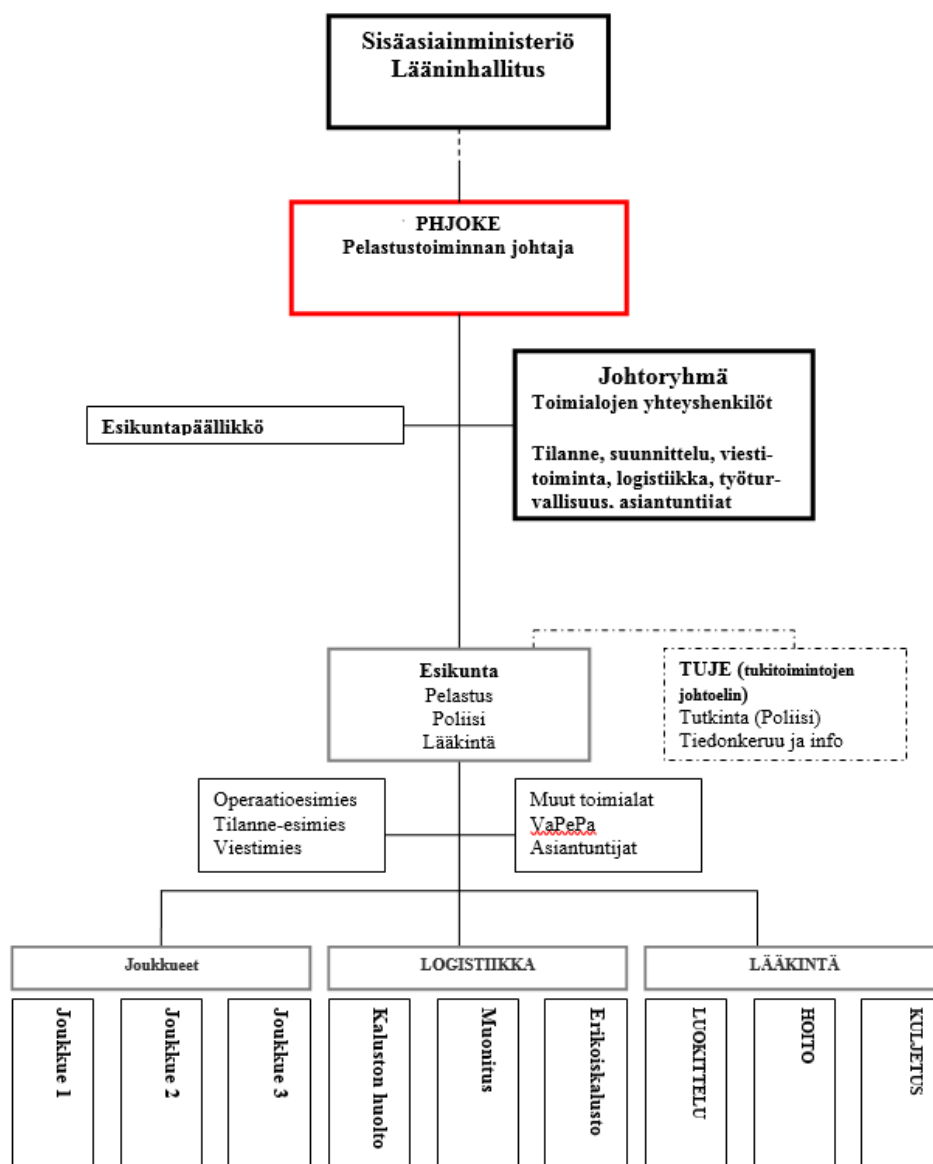 Sisäasiainministeriö
Lääninhallitus
PHJOKE
Pelastustoiminnan johtaja
Esikuntapäällikkö
Johtoryhmä
Toimialojen yhteyshenkilöt
Tilanne, suunnittelu, viesti-
toiminta, logistiikka, työtur-
vallisuus. asiantuntijat
Esikunta
Pelastus
Poliisi
Lääkintä
TUJE (tukitoimintojen
johtoelin)
Tutkinta (Poliisi)
Tiedonkeruu ja info
Operaatioesimies
Tilanne-esimies
Viestimies
Muut toimialat
VaPePa
Asiantuntijat
Joukkueet
LOGISTIIKKA
LÄÄKINTÄ
Joukkue 1
Joukkue 2
Joukkue 3
Kaluston huolto
Muonitus
Erikoiskalusto
LUOKITTELU
HOITO
KULJETUS